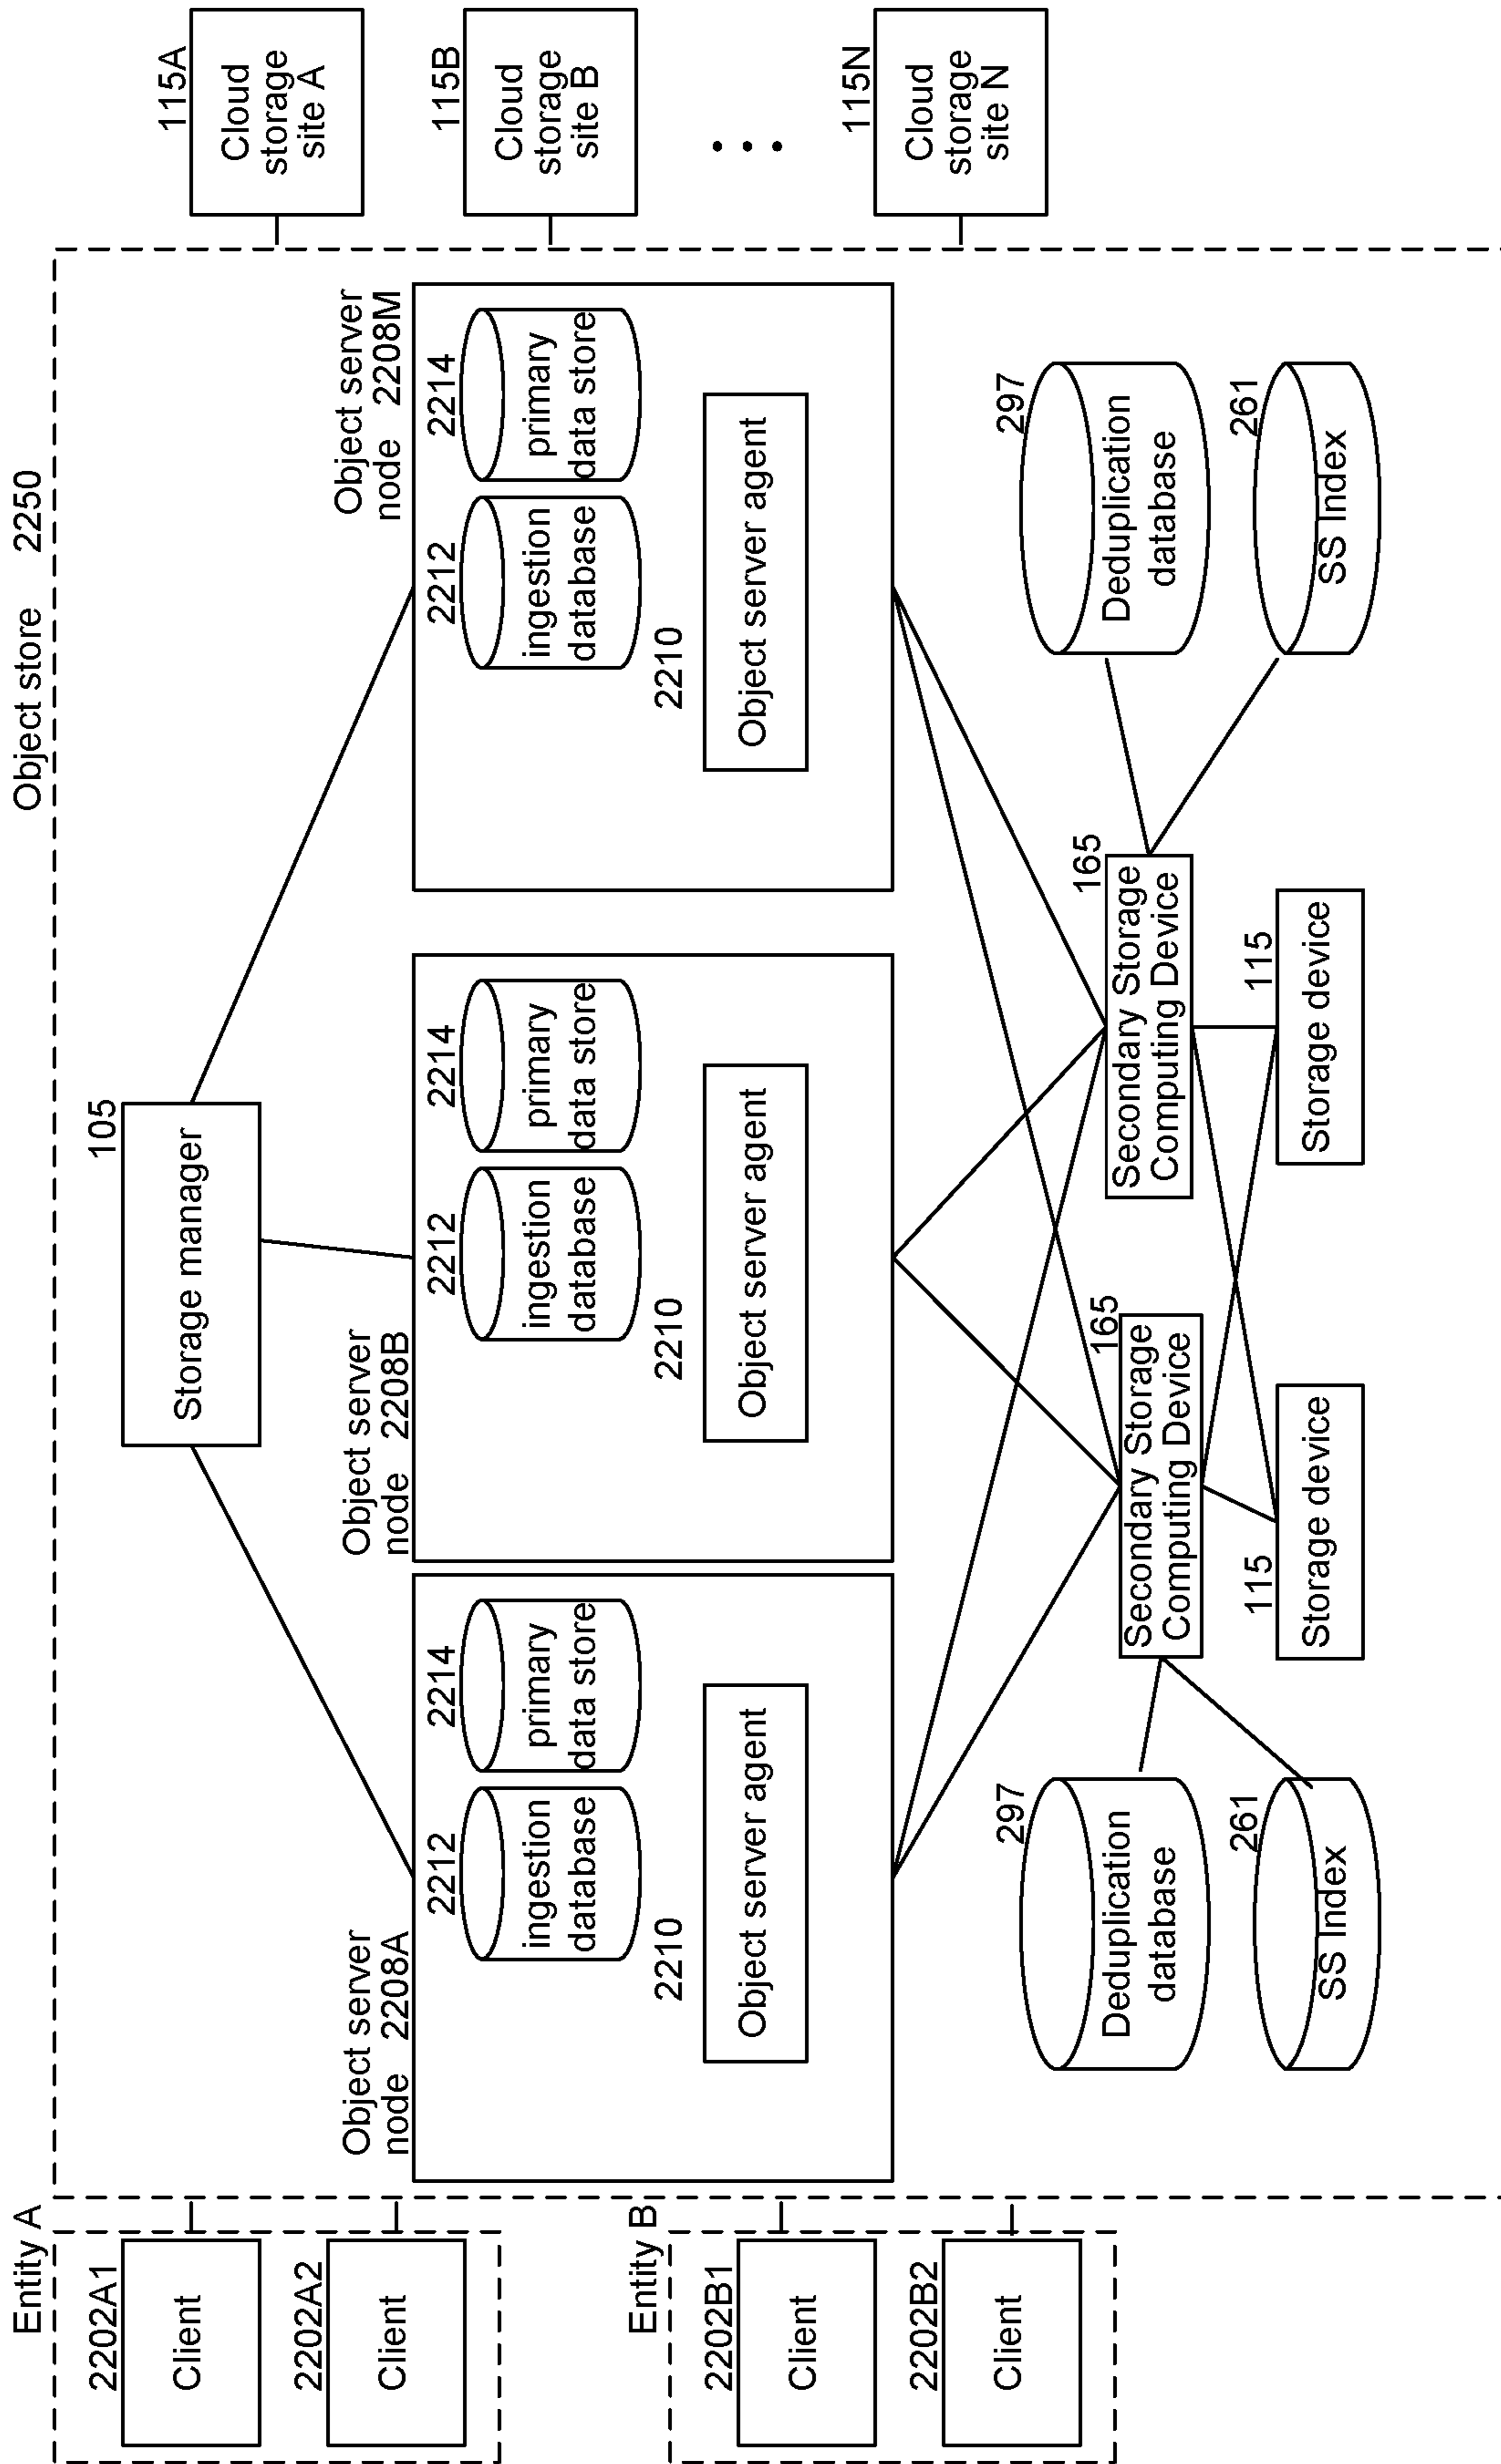 Object store 2250
Entity A
2202A1
Client
2202A2
Client
Entity B
2202B1
Client
2202B2
Client
105
Storage manager
Object server
node 2208A
2212
ingestion
database
2214
primary
data store
2210
Object server agent
Object server
node 2208B
2212
ingestion
database
2214
primary
data store
2210
Object server agent
Object server
node 2208M
2212
ingestion
database
2214
primary
data store
2210
Object server agent
297
Deduplication
database
261
SS Index
165
Secondary Storage
Computing Device
115
Storage device
165
Secondary Storage
Computing Device
115
Storage device
297
Deduplication
database
261
SS Index
115A
Cloud
storage
site A
115B
Cloud
storage
site B
115N
Cloud
storage
site N